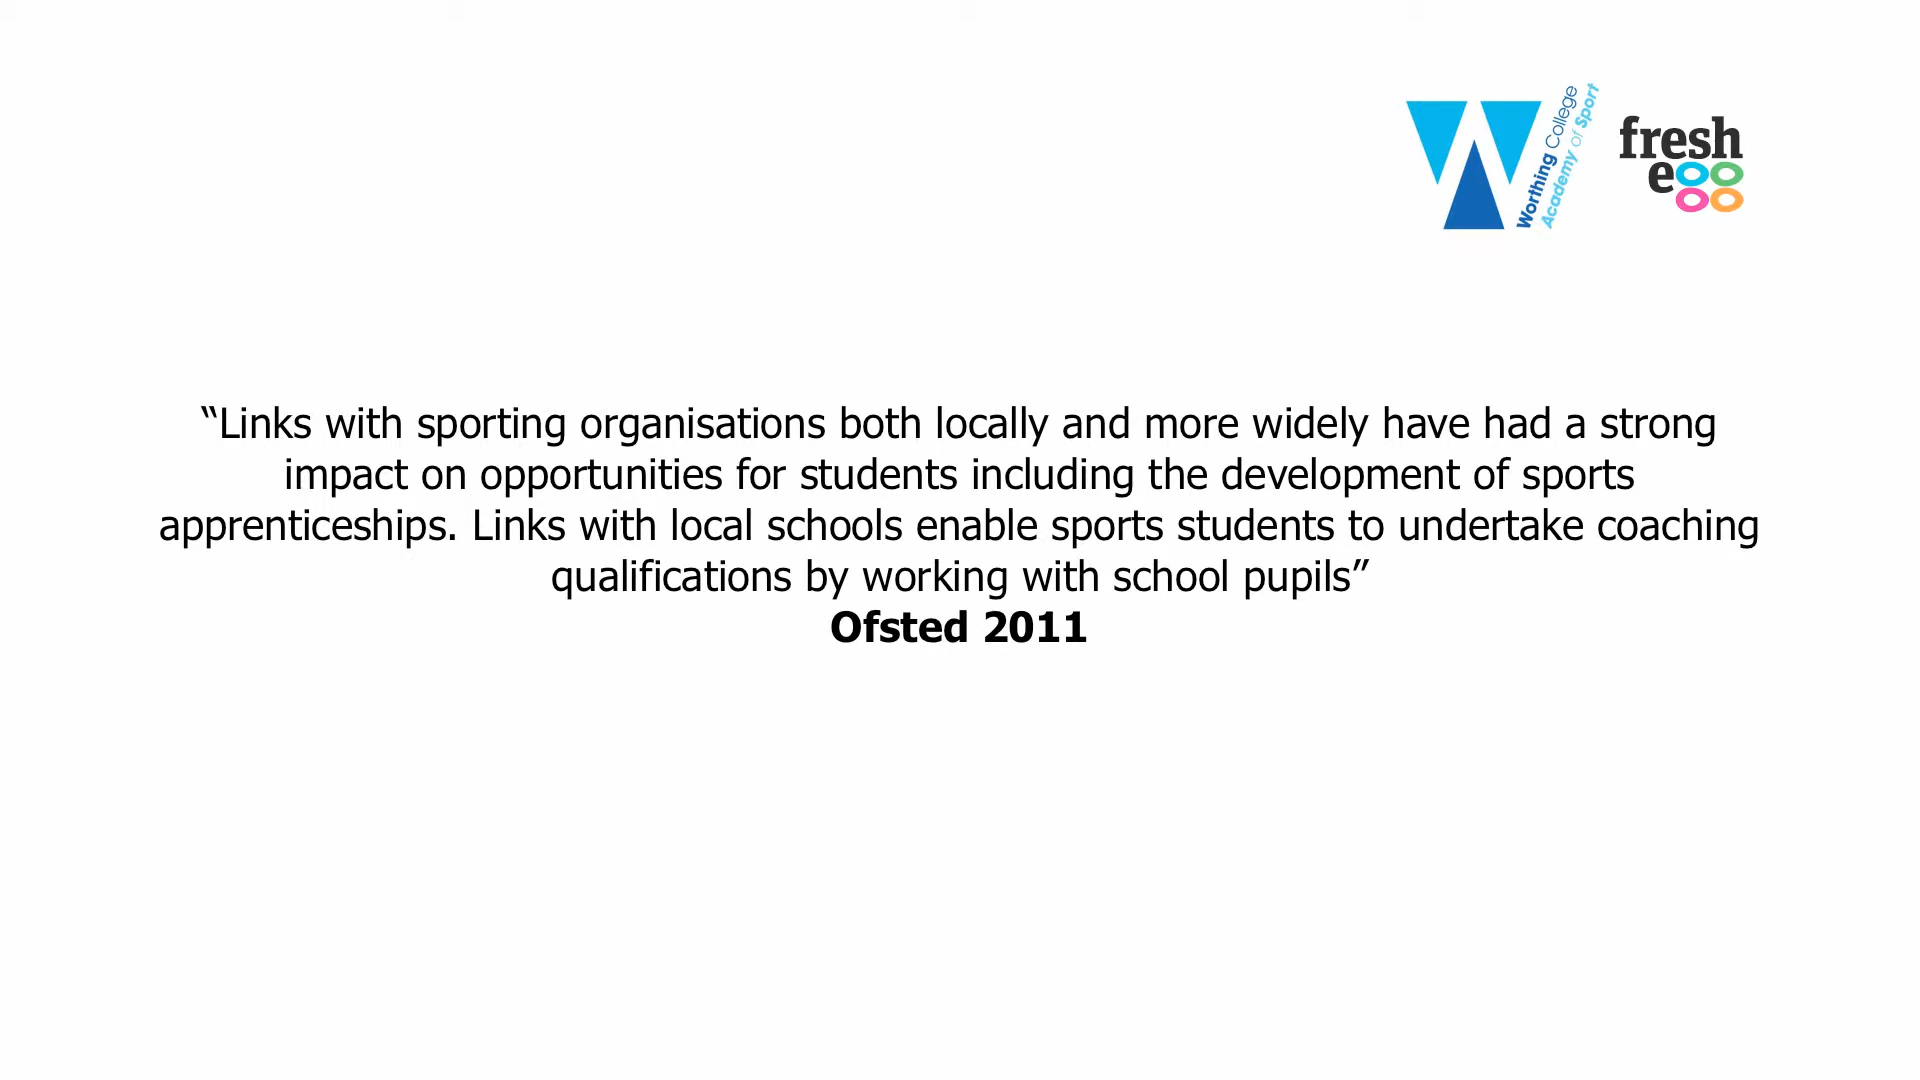 Worthing College
Academy of Sport
fresh
egg
“Links with sporting organisations both locally and more widely have had a strong
impact on opportunities for students including the development of sports
apprenticeships. Links with local schools enable sports students to undertake coaching
qualifications by working with school pupils”
Ofsted 2011